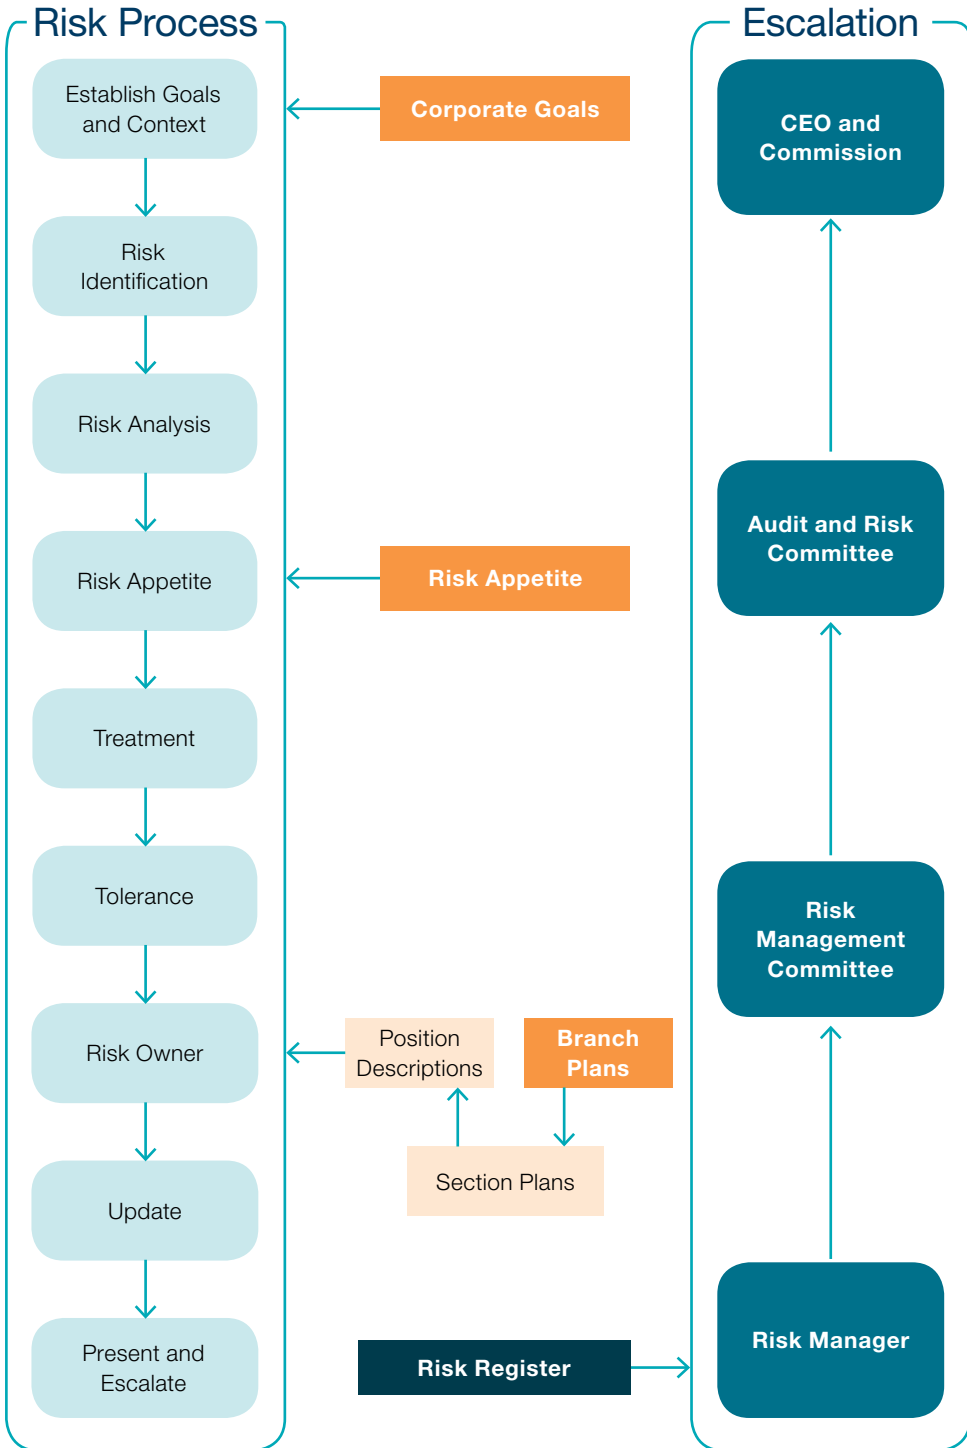 Risk Process
Establish Goals
and Context
Risk
Identification
Risk Analysis
Risk Appetite
Treatment
Tolerance
Risk Owner
Update
Present and
Escalate
Corporate Goals
Risk Appetite
Position
Descriptions
Branch
Plans
Section Plans
Risk Register
Escalation
CEO and
Commission
Audit and Risk
Committee
Risk
Management
Committee
Risk Manager